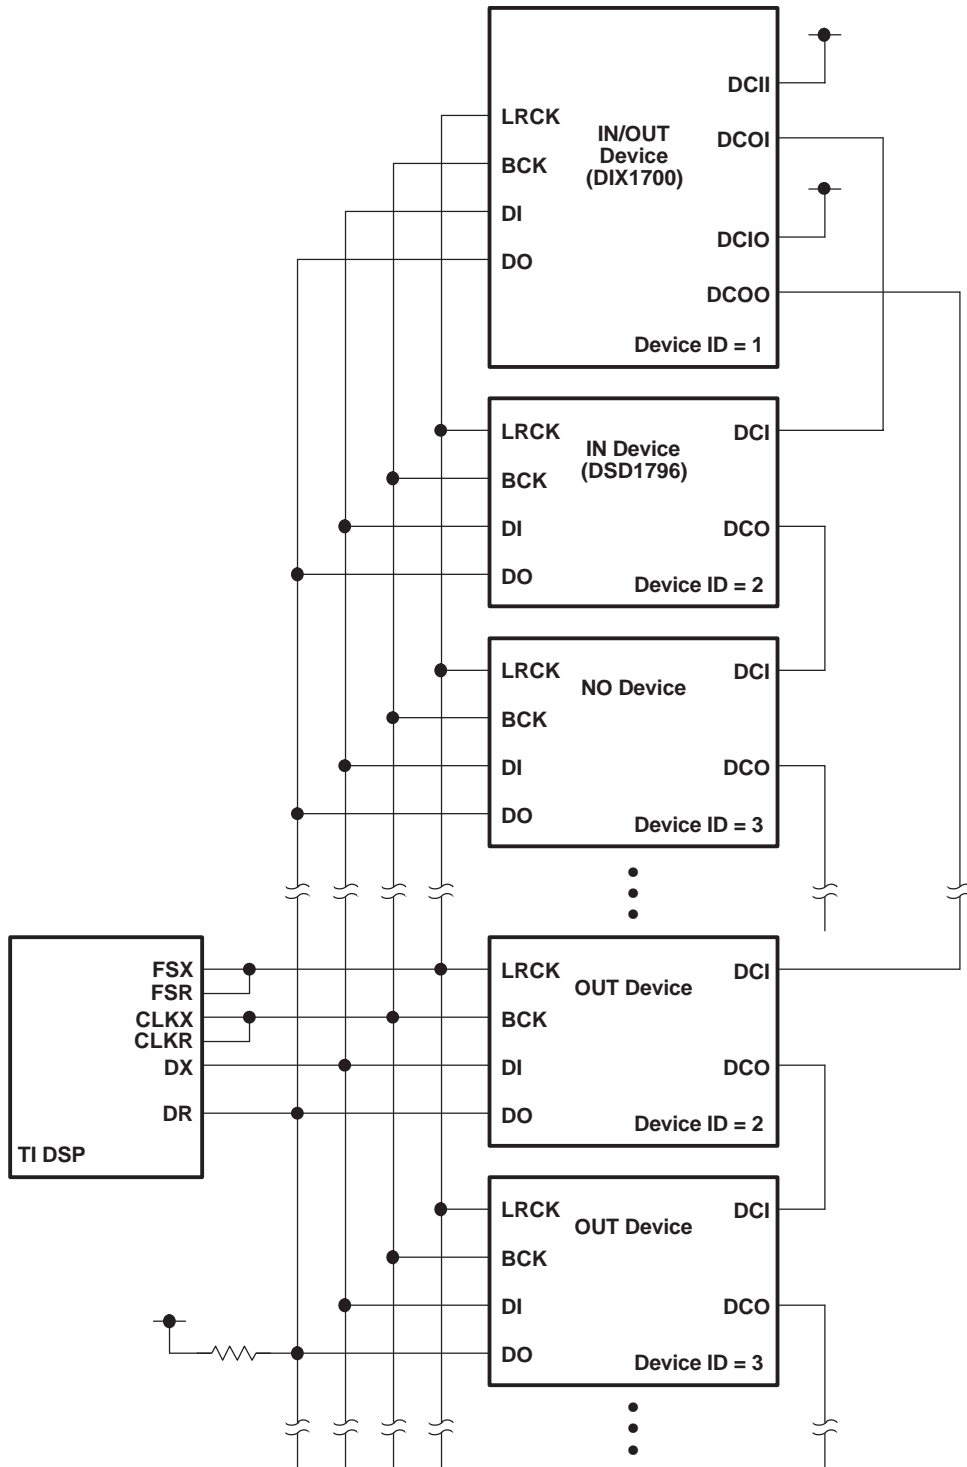 DCII
LRCK
IN/OUT
Device
(DIX1700)
DCOI
BCK
DI
DCIO
DO
DCOO
Device ID = 1
LRCK
IN Device
(DSD1796)
DCI
BCK
DI
DCO
DO
Device ID = 2
LRCK
NO Device
DCI
BCK
DI
DCO
DO
Device ID = 3
FSX
FSR
CLKX
CLKR
DX
DR
TI DSP
LRCK
OUT Device
DCI
BCK
DI
DCO
DO
Device ID = 2
LRCK
OUT Device
DCI
BCK
DI
DCO
DO
Device ID = 3